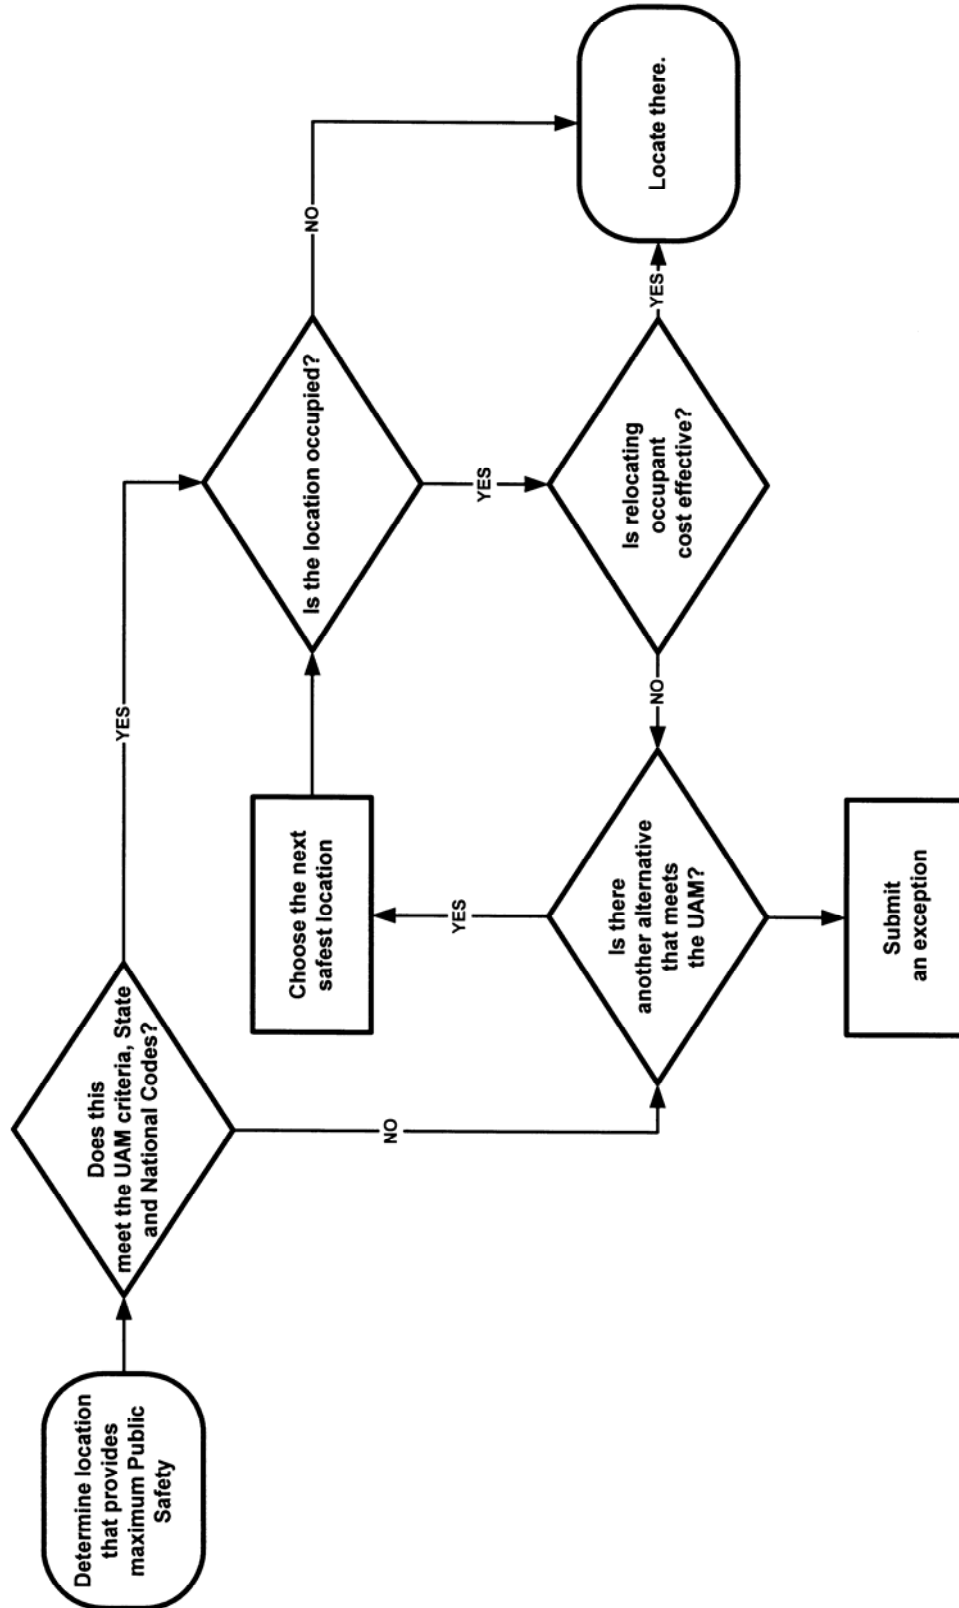 Determine location
that provides
maximum Public
Safety
Does this
meet the UAM criteria, State
and National Codes?
YES
NO
Choose the next
safest location
Is the location occupied?
NO
YES
YES
Is there
another alternative
that meets
the UAM?
NO
Is relocating
occupant
cost effective?
YES
Locate there.
Submit
an exception